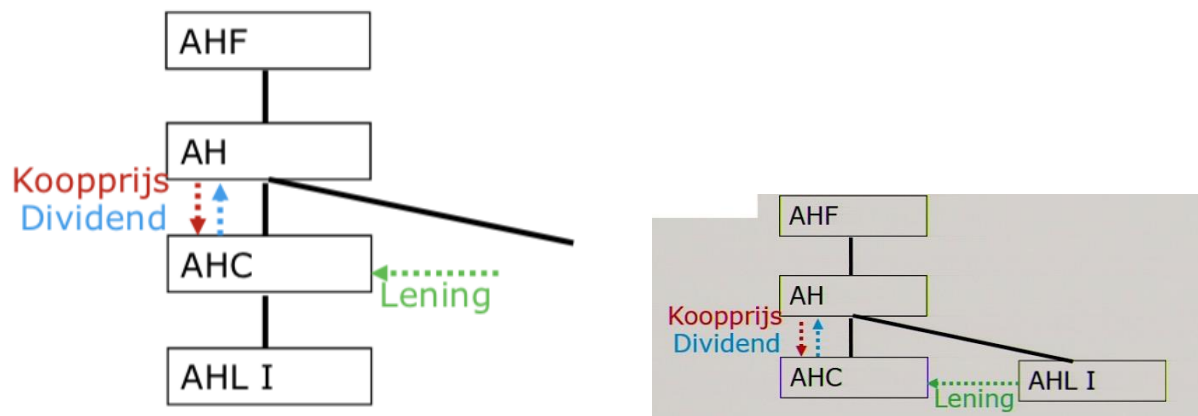 AHF
AH
Koopprijs
Dividend
AHC
Lening
AHL I
AHF
AH
Koopprijs
Dividend
AHC
AHL I
Lening